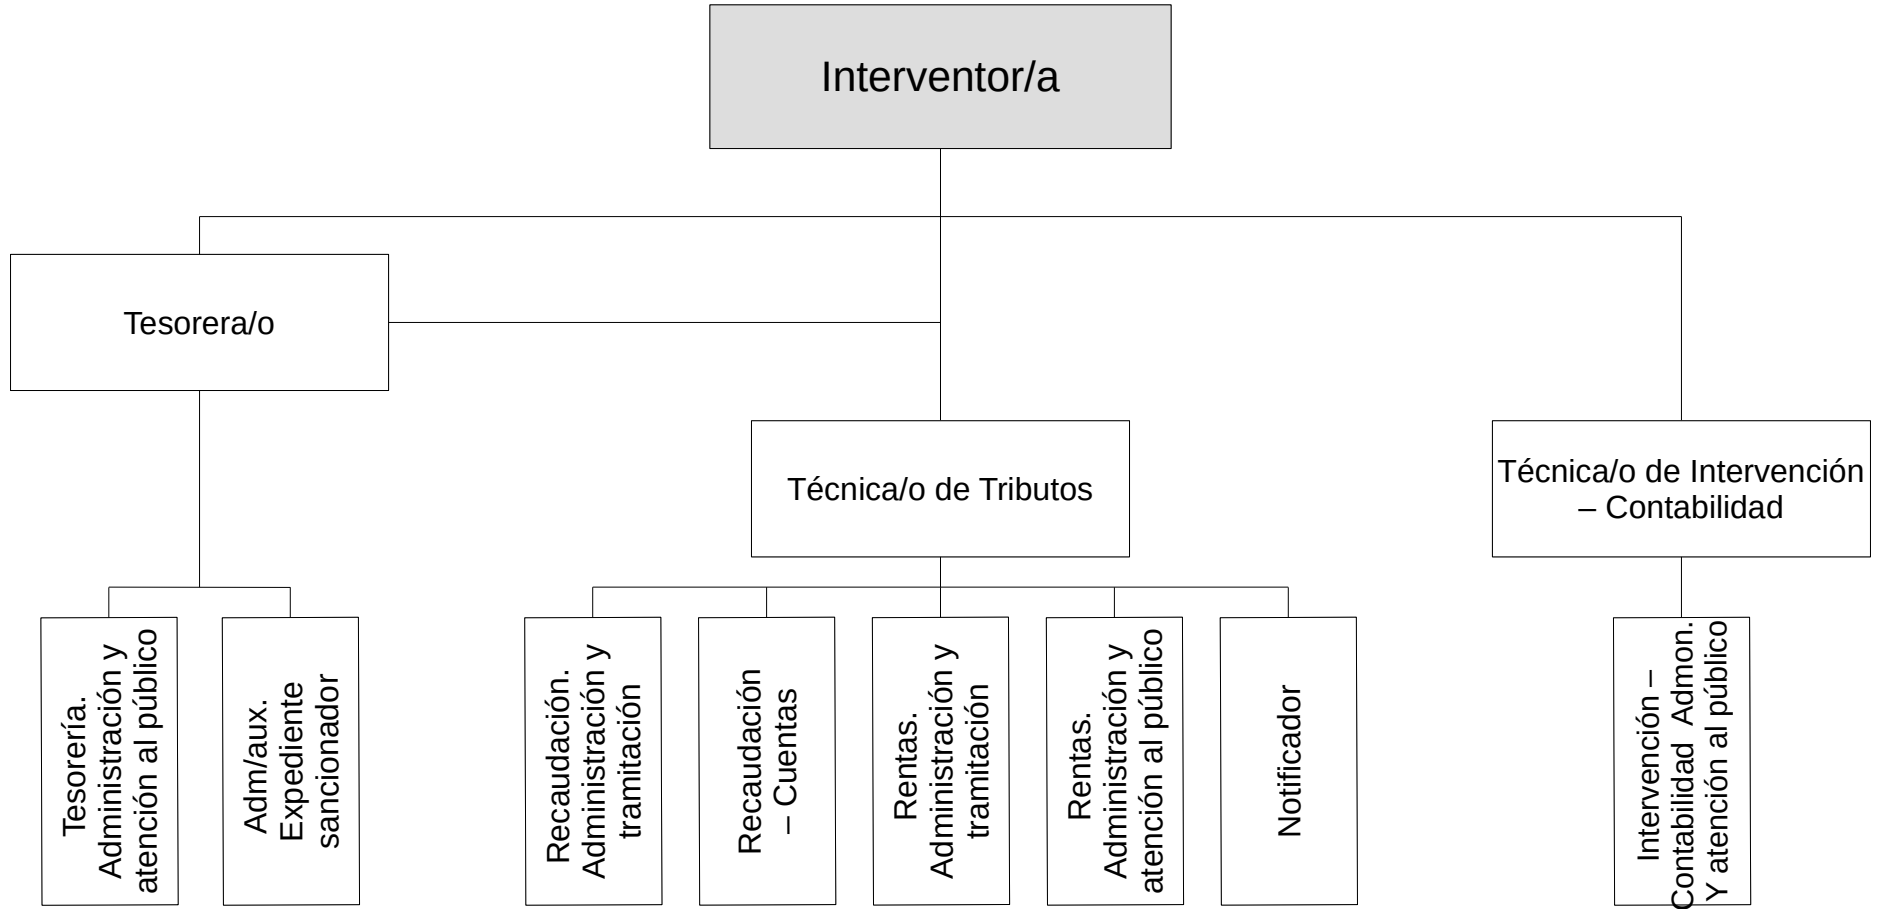 Interventor/a
Tesorera/o
Técnica/o de Tributos
Técnica/o de Intervención
– Contabilidad
Tesorería.
Administración y
atención al público
Adm/aux.
Expediente
sancionador
Recaudación.
Administración y
tramitación
Recaudación
– Cuentas
Rentas.
Administración y
tramitación
Rentas.
Administración y
atención al público
Notificador
Intervención –
Contabilidad  Admon.
Y atención al público